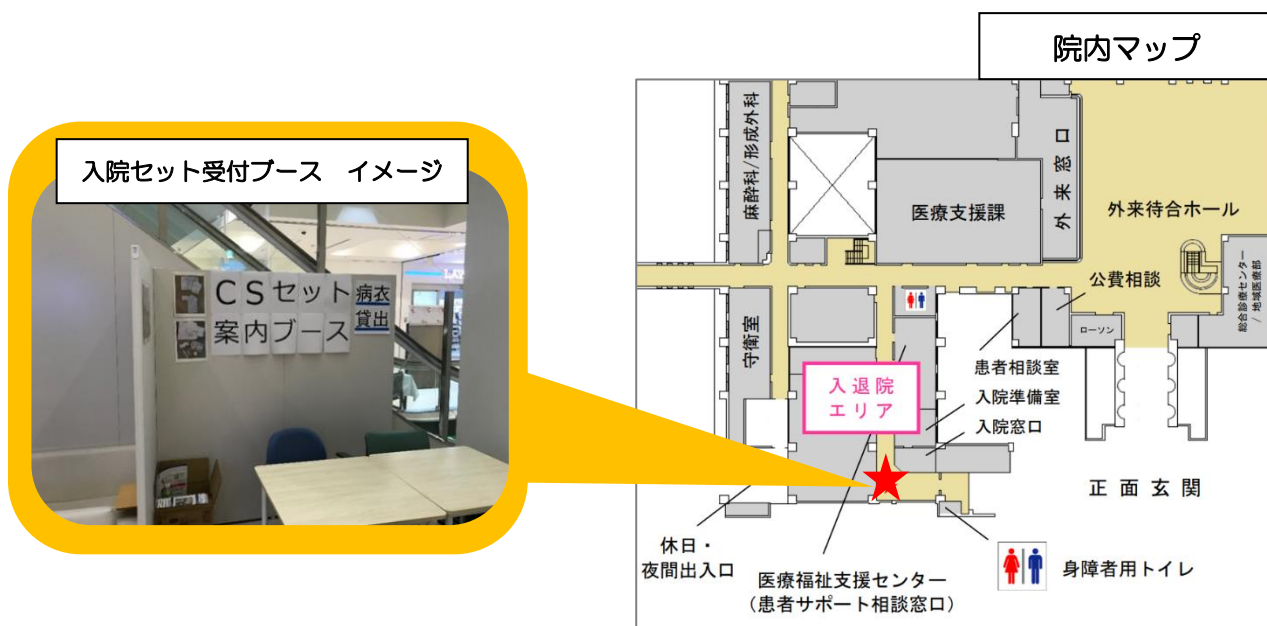 院内マップ
入院セット受付ブース　イメージ
CSセット
案内ブース
病衣
貸出
麻酔科/形成外科
医療支援課
外来窓口
外来待合ホール
総合診療センター
/ 地域医療部
公費相談
ローソン
守衛室
患者相談室
入退院
エリア
入院準備室
入院窓口
正面玄関
休日・
夜間出入口
医療福祉支援センター
（患者サポート相談窓口）
身障者用トイレ